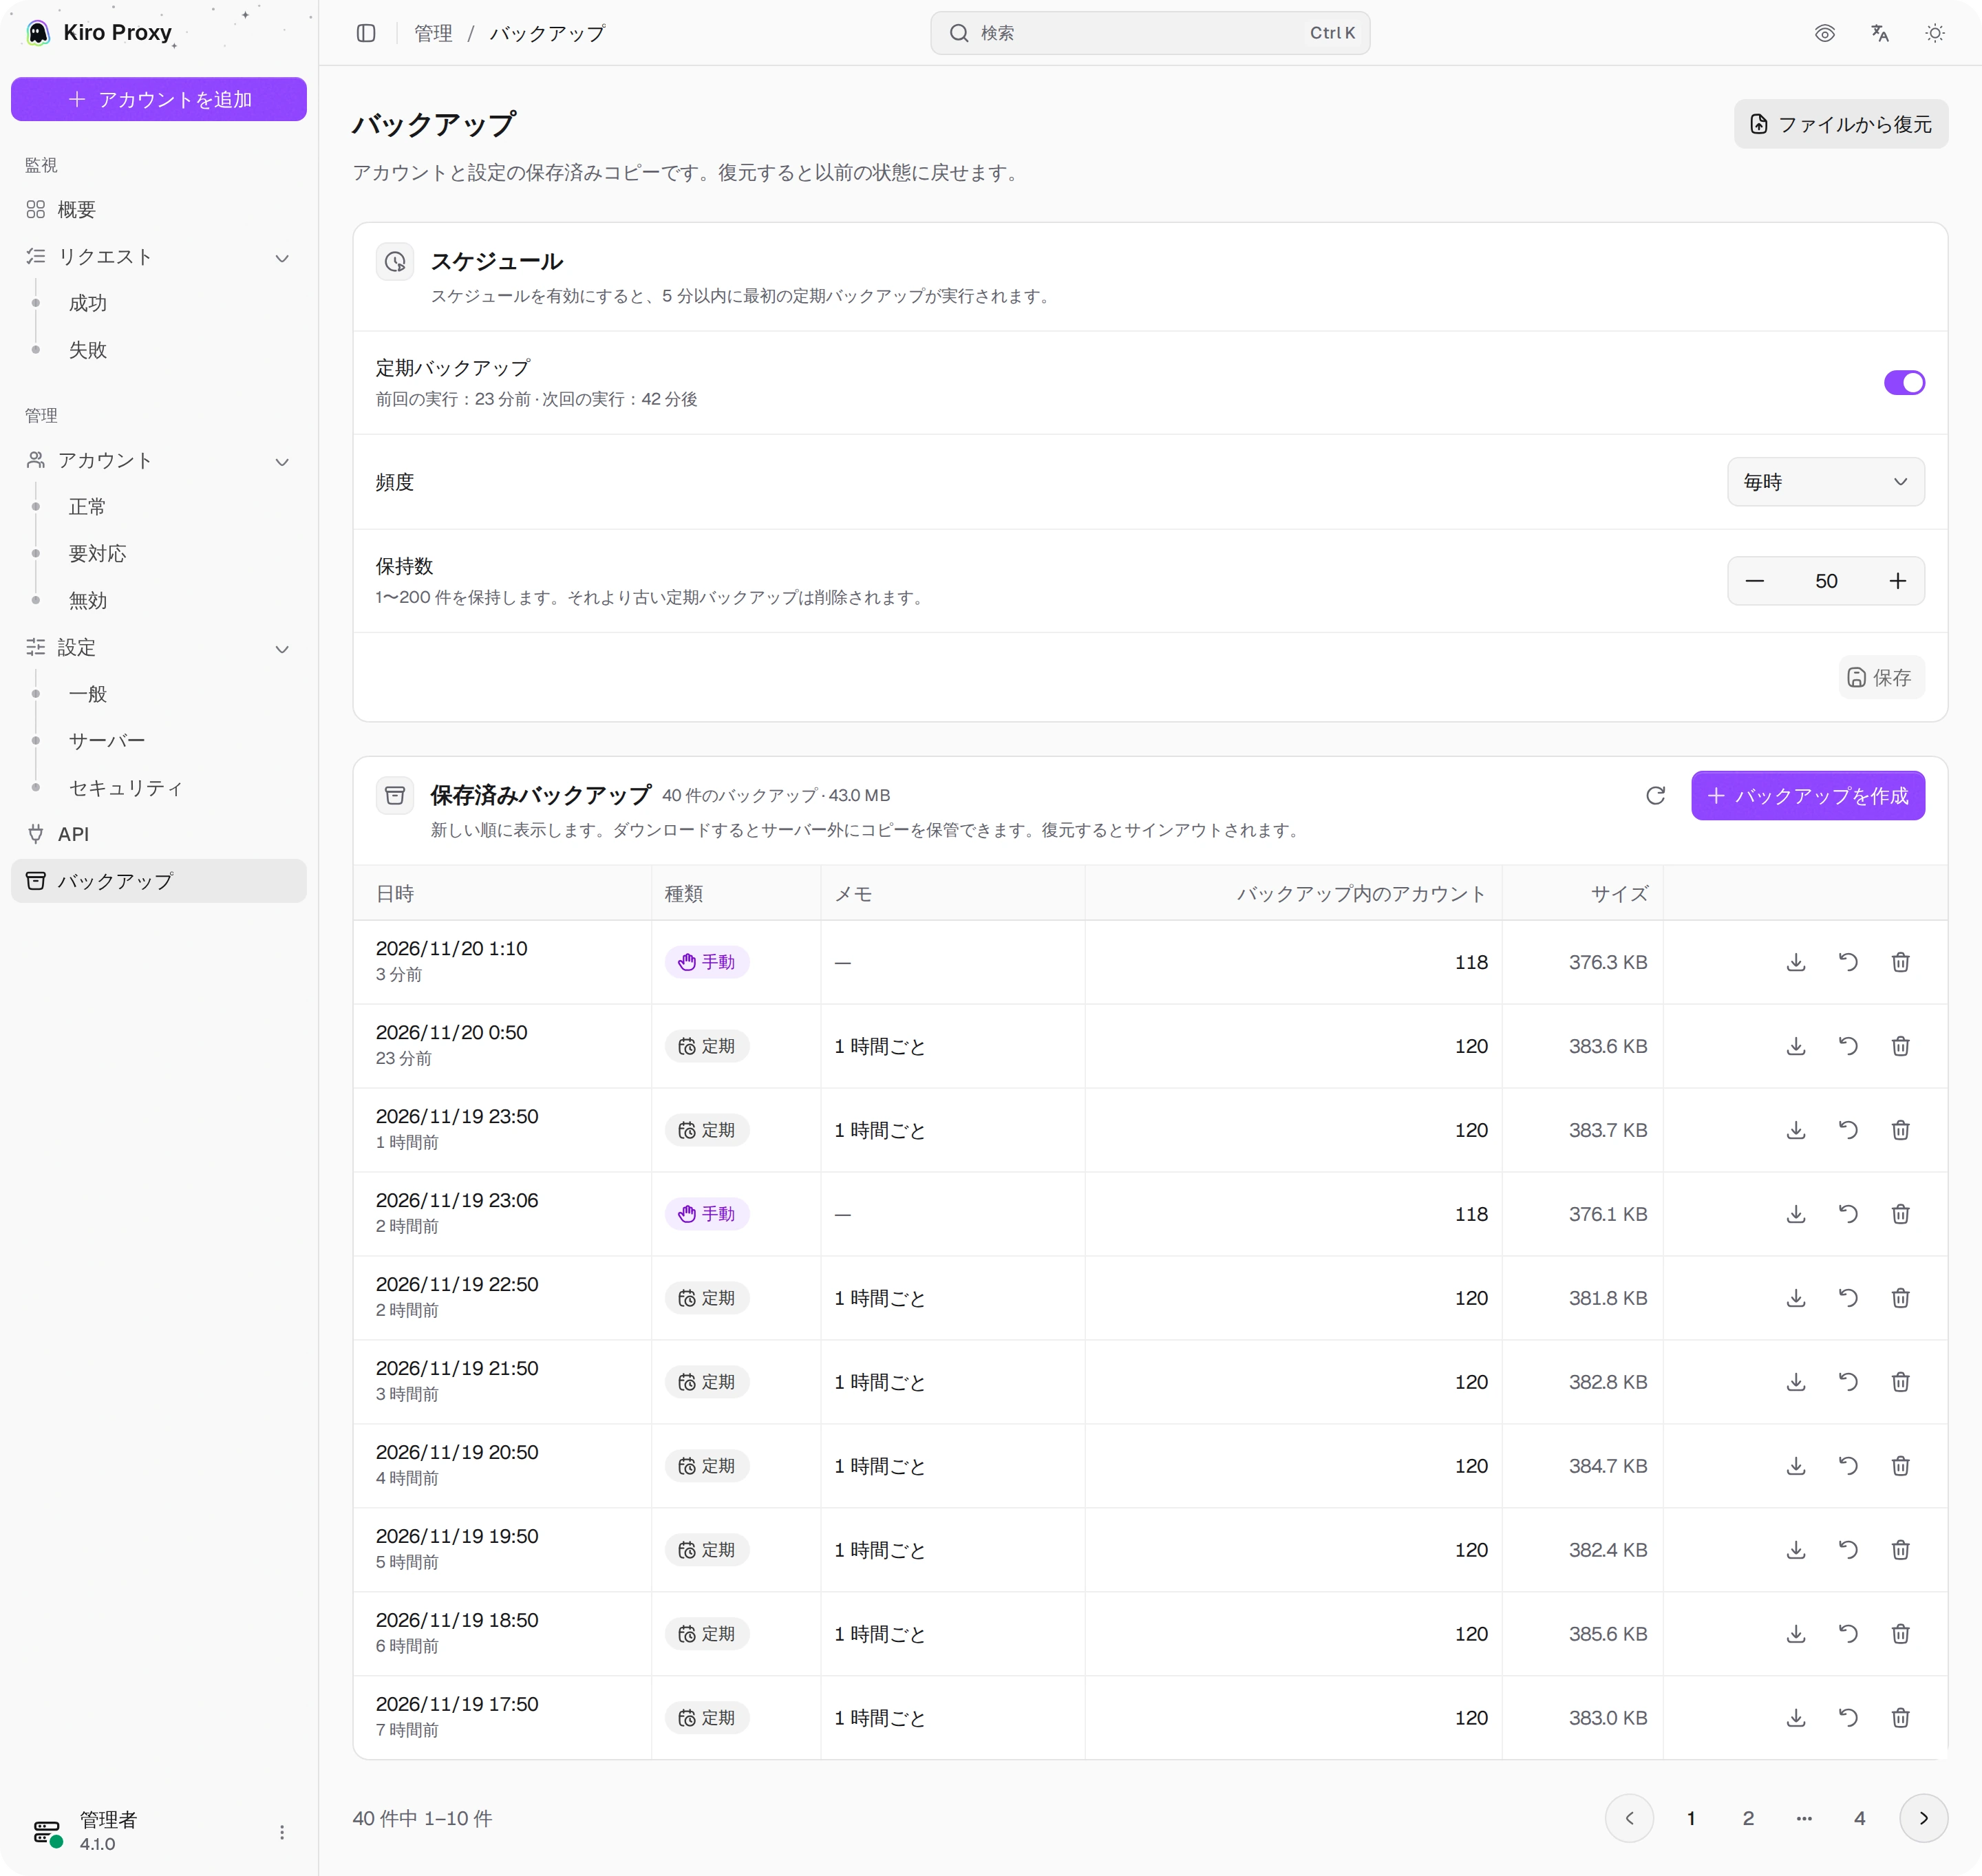 Kiro Proxy
アカウントを追加
監視
概要
リクエスト
成功
失敗
管理
アカウント
正常
要対応
無効
設定
一般
サーバー
セキュリティ
API
バックアップ
管理者
4.1.0
管理 / バックアップ
検索 Ctrl K
バックアップ
ファイルから復元
アカウントと設定の保存済みコピーです。復元すると以前の状態に戻せます。
スケジュール
スケジュールを有効にすると、5 分以内に最初の定期バックアップが実行されます。
定期バックアップ
前回の実行：23 分前 · 次回の実行：42 分後
頻度 毎時
保持数
1〜200 件を保持します。それより古い定期バックアップは削除されます。
50
保存
保存済みバックアップ 40 件のバックアップ · 43.0 MB
バックアップを作成
新しい順に表示します。ダウンロードするとサーバー外にコピーを保管できます。復元するとサインアウトされます。
日時 種類 メモ バックアップ内のアカウント サイズ
2026/11/20 1:10
3 分前
手動 — 118 376.3 KB
2026/11/20 0:50
23 分前
定期 1 時間ごと 120 383.6 KB
2026/11/19 23:50
1 時間前
定期 1 時間ごと 120 383.7 KB
2026/11/19 23:06
2 時間前
手動 — 118 376.1 KB
2026/11/19 22:50
2 時間前
定期 1 時間ごと 120 381.8 KB
2026/11/19 21:50
3 時間前
定期 1 時間ごと 120 382.8 KB
2026/11/19 20:50
4 時間前
定期 1 時間ごと 120 384.7 KB
2026/11/19 19:50
5 時間前
定期 1 時間ごと 120 382.4 KB
2026/11/19 18:50
6 時間前
定期 1 時間ごと 120 385.6 KB
2026/11/19 17:50
7 時間前
定期 1 時間ごと 120 383.0 KB
40 件中 1–10 件
1 2 ··· 4